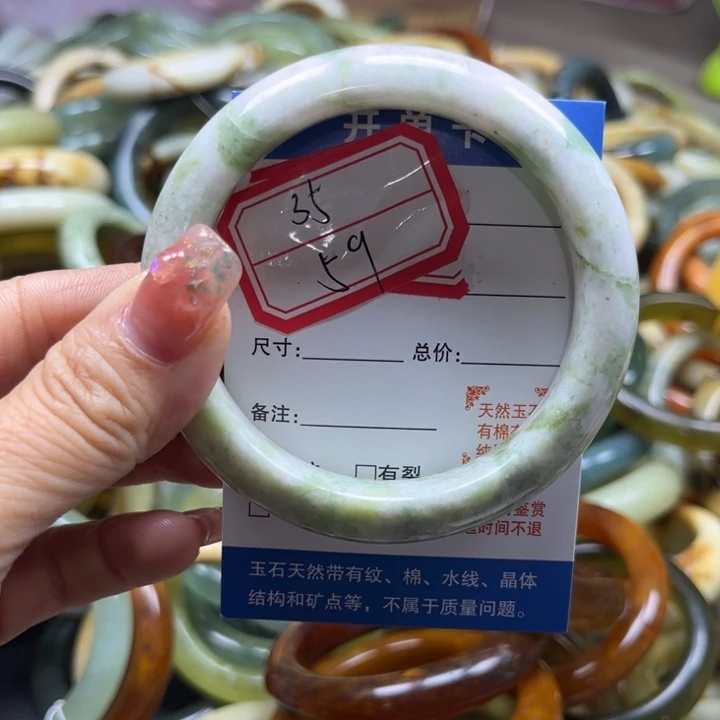 开单卡
35
59
尺寸: 总价:
备注:
天然玉石
有棉
□有裂
鉴赏
时间不退
玉石天然带有纹、棉、水线、晶体
结构和矿点等，不属于质量问题。